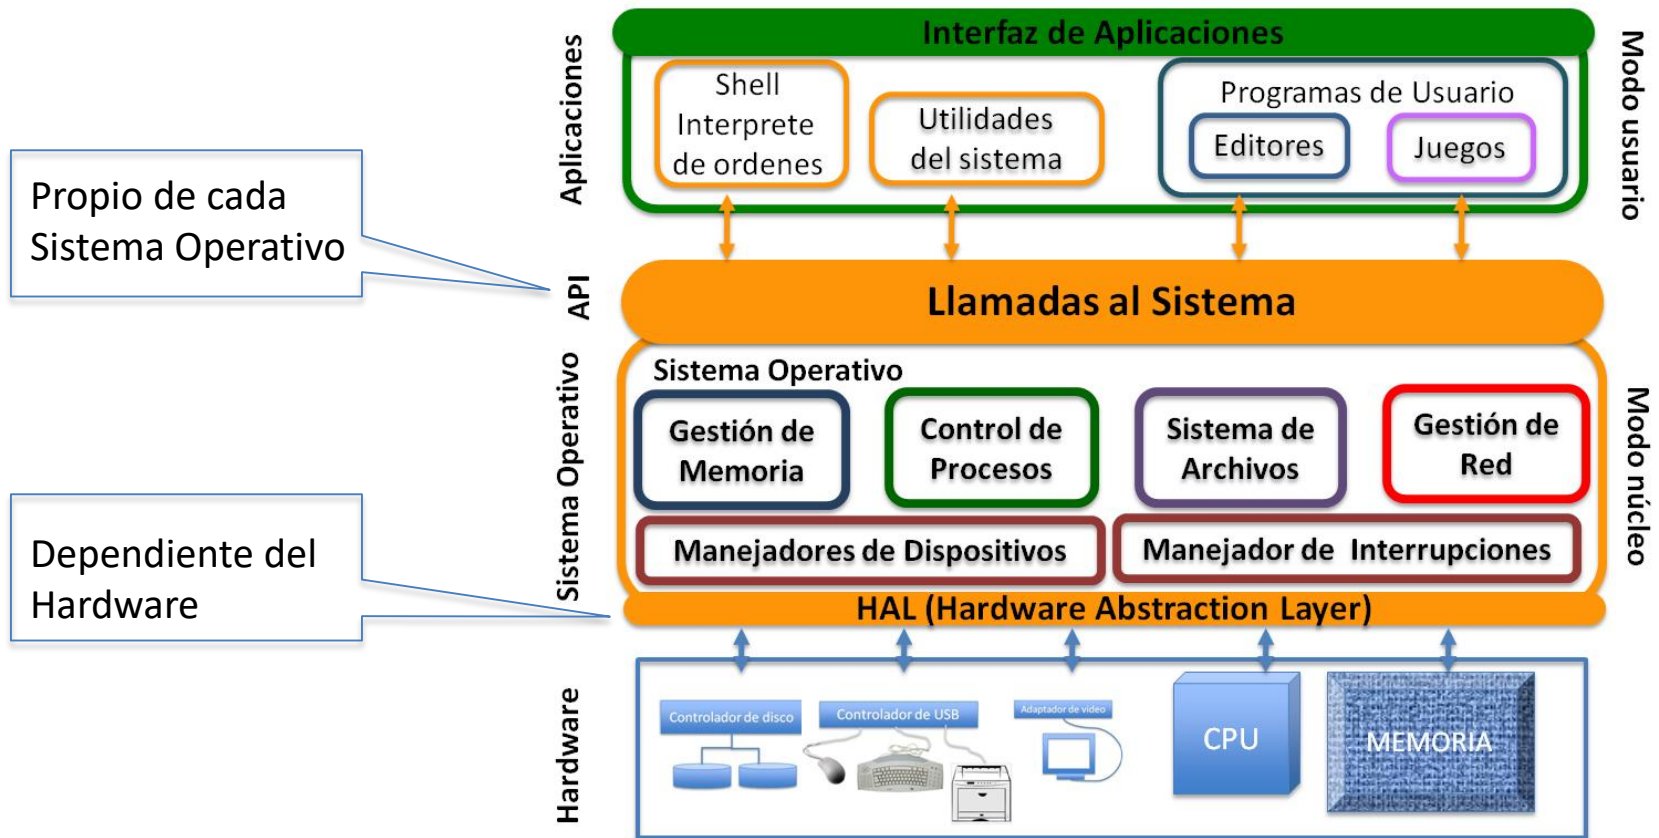 Interfaz de Aplicaciones
Aplicaciones
Modo usuario
Shell
Interprete
de ordenes
Utilidades
del sistema
Programas de Usuario
Editores
Juegos
Propio de cada
Sistema Operativo
API
Llamadas al Sistema
Sistema Operativo
Modo núcleo
Sistema Operativo
Gestión de
Memoria
Control de
Procesos
Sistema de
Archivos
Gestión de
Red
Manejadores de Dispositivos
Manejador de Interrupciones
Dependiente del
Hardware
HAL (Hardware Abstraction Layer)
Hardware
Controlador de disco
Controlador de USB
Adaptador de video
CPU
MEMORIA